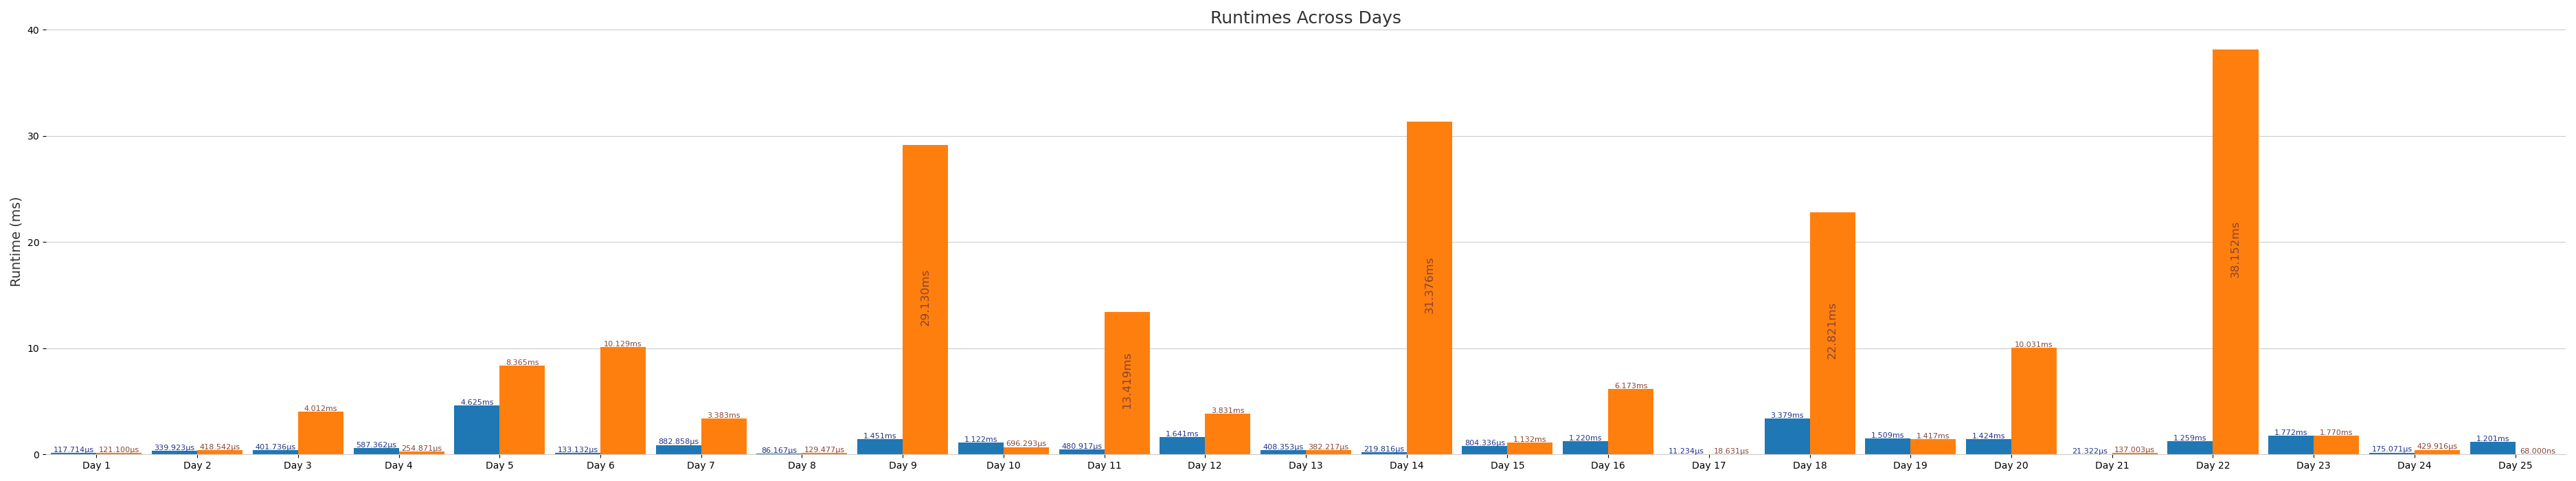 Runtimes Across Days
Runtime (ms)
40
30
20
10
0
117.714µs 121.100µs
339.923µs 418.542µs
401.736µs 4.012ms
587.362µs 254.871µs
4.625ms 8.365ms
133.132µs 10.129ms
882.858µs 3.383ms
86.167µs 129.477µs
1.451ms 29.130ms
1.122ms 696.293µs
480.917µs 13.419ms
1.641ms 3.831ms
408.353µs 382.217µs
219.816µs 31.376ms
804.336µs 1.132ms
1.220ms 6.173ms
11.234µs 18.631µs
3.379ms 22.821ms
1.509ms 1.417ms
1.424ms 10.031ms
21.322µs 137.003µs
1.259ms 38.152ms
1.772ms 1.770ms
175.071µs 429.916µs
1.201ms 68.000ns
Day 1 Day 2 Day 3 Day 4 Day 5 Day 6 Day 7 Day 8 Day 9 Day 10 Day 11 Day 12 Day 13 Day 14 Day 15 Day 16 Day 17 Day 18 Day 19 Day 20 Day 21 Day 22 Day 23 Day 24 Day 25